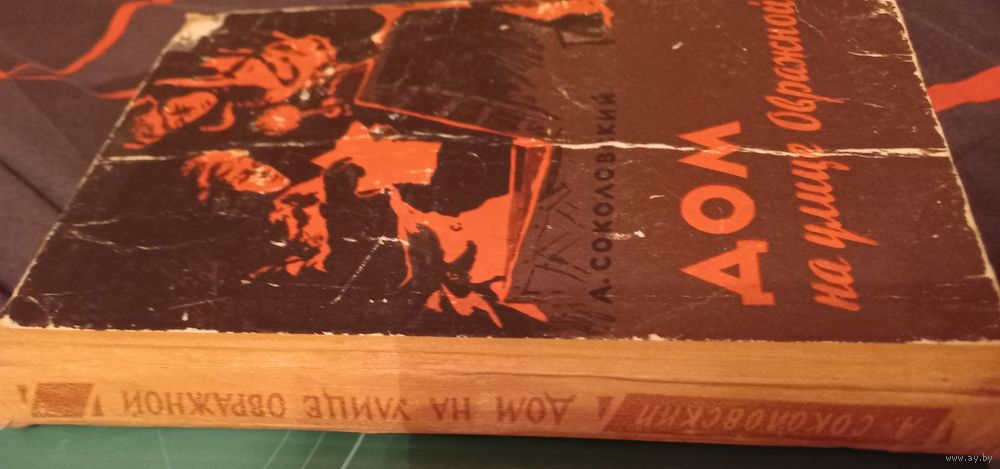 А. СОКОЛОВСКИЙ
ДОМ
на улице Овражной
А. СОКОЛОВСКИЙ
ДОМ НА УЛИЦЕ ОВРАЖНОЙ
www.ay.by